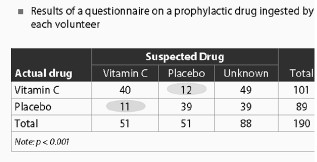 Results of a questionnaire on a prophylactic drug ingested by
each volunteer
Suspected Drug
Actual drug Vitamin C Placebo Unknown Total
Vitamin C 40 12 49 101
Placebo 11 39 39 89
Total 51 51 88 190
Note: p < 0.001